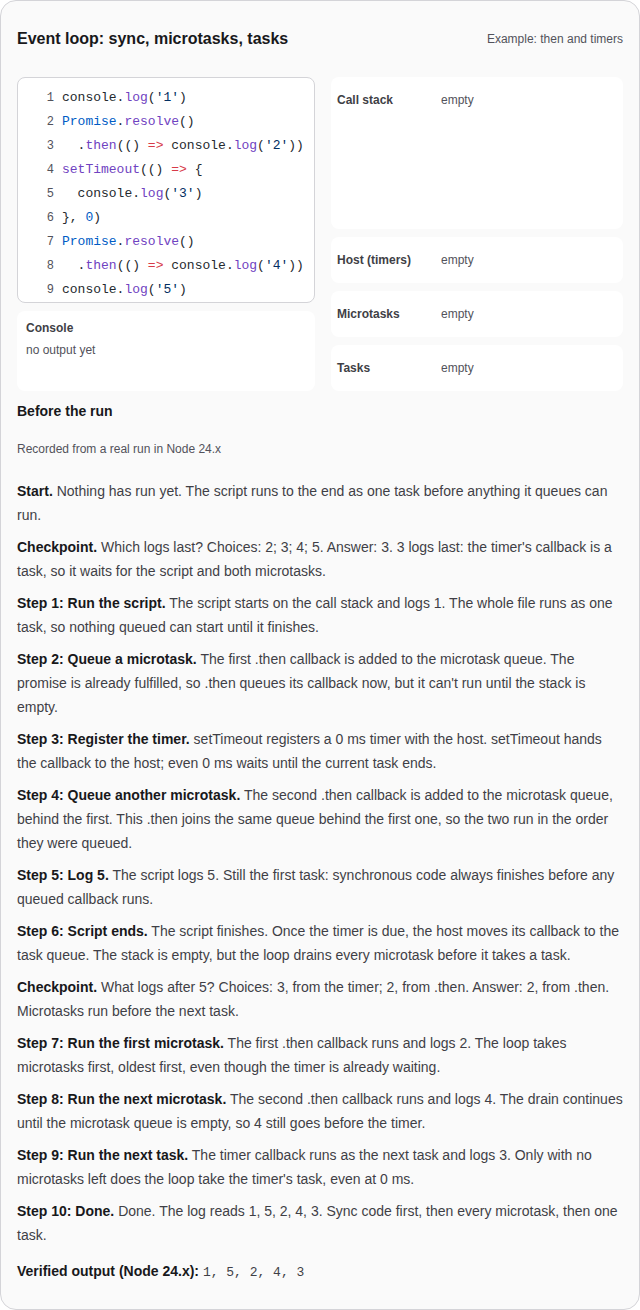 Event loop: sync, microtasks, tasks
Example: then and timers
1 console.log('1')
2 Promise.resolve()
3   .then(() => console.log('2'))
4 setTimeout(() => {
5   console.log('3')
6 }, 0)
7 Promise.resolve()
8   .then(() => console.log('4'))
9 console.log('5')
Console
no output yet
Call stack empty
Host (timers) empty
Microtasks empty
Tasks empty
Before the run
Recorded from a real run in Node 24.x
Start. Nothing has run yet. The script runs to the end as one task before anything it queues can
run.
Checkpoint. Which logs last? Choices: 2; 3; 4; 5. Answer: 3. 3 logs last: the timer's callback is a
task, so it waits for the script and both microtasks.
Step 1: Run the script. The script starts on the call stack and logs 1. The whole file runs as one
task, so nothing queued can start until it finishes.
Step 2: Queue a microtask. The first .then callback is added to the microtask queue. The
promise is already fulfilled, so .then queues its callback now, but it can't run until the stack is
empty.
Step 3: Register the timer. setTimeout registers a 0 ms timer with the host. setTimeout hands
the callback to the host; even 0 ms waits until the current task ends.
Step 4: Queue another microtask. The second .then callback is added to the microtask queue,
behind the first. This .then joins the same queue behind the first one, so the two run in the order
they were queued.
Step 5: Log 5. The script logs 5. Still the first task: synchronous code always finishes before any
queued callback runs.
Step 6: Script ends. The script finishes. Once the timer is due, the host moves its callback to the
task queue. The stack is empty, but the loop drains every microtask before it takes a task.
Checkpoint. What logs after 5? Choices: 3, from the timer; 2, from .then. Answer: 2, from .then.
Microtasks run before the next task.
Step 7: Run the first microtask. The first .then callback runs and logs 2. The loop takes
microtasks first, oldest first, even though the timer is already waiting.
Step 8: Run the next microtask. The second .then callback runs and logs 4. The drain continues
until the microtask queue is empty, so 4 still goes before the timer.
Step 9: Run the next task. The timer callback runs as the next task and logs 3. Only with no
microtasks left does the loop take the timer's task, even at 0 ms.
Step 10: Done. Done. The log reads 1, 5, 2, 4, 3. Sync code first, then every microtask, then one
task.
Verified output (Node 24.x): 1, 5, 2, 4, 3